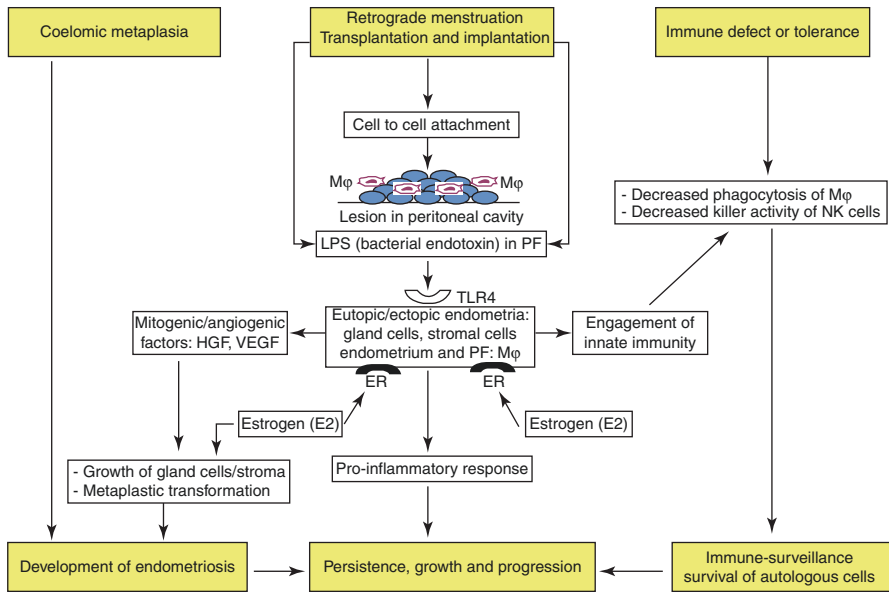 Coelomic metaplasia
Retrograde menstruation
Transplantation and implantation
Immune defect or tolerance
Cell to cell attachment
Mφ
Mφ
Lesion in peritoneal cavity
- Decreased phagocytosis of Mφ
- Decreased killer activity of NK cells
LPS (bacterial endotoxin) in PF
TLR4
Mitogenic/angiogenic
factors: HGF, VEGF
Eutopic/ectopic endometria:
gland cells, stromal cells
endometrium and PF: Mφ
Engagement of
innate immunity
ER
ER
Estrogen (E2)
Estrogen (E2)
- Growth of gland cells/stroma
- Metaplastic transformation
Pro-inflammatory response
Development of endometriosis
Persistence, growth and progression
Immune-surveillance
survival of autologous cells